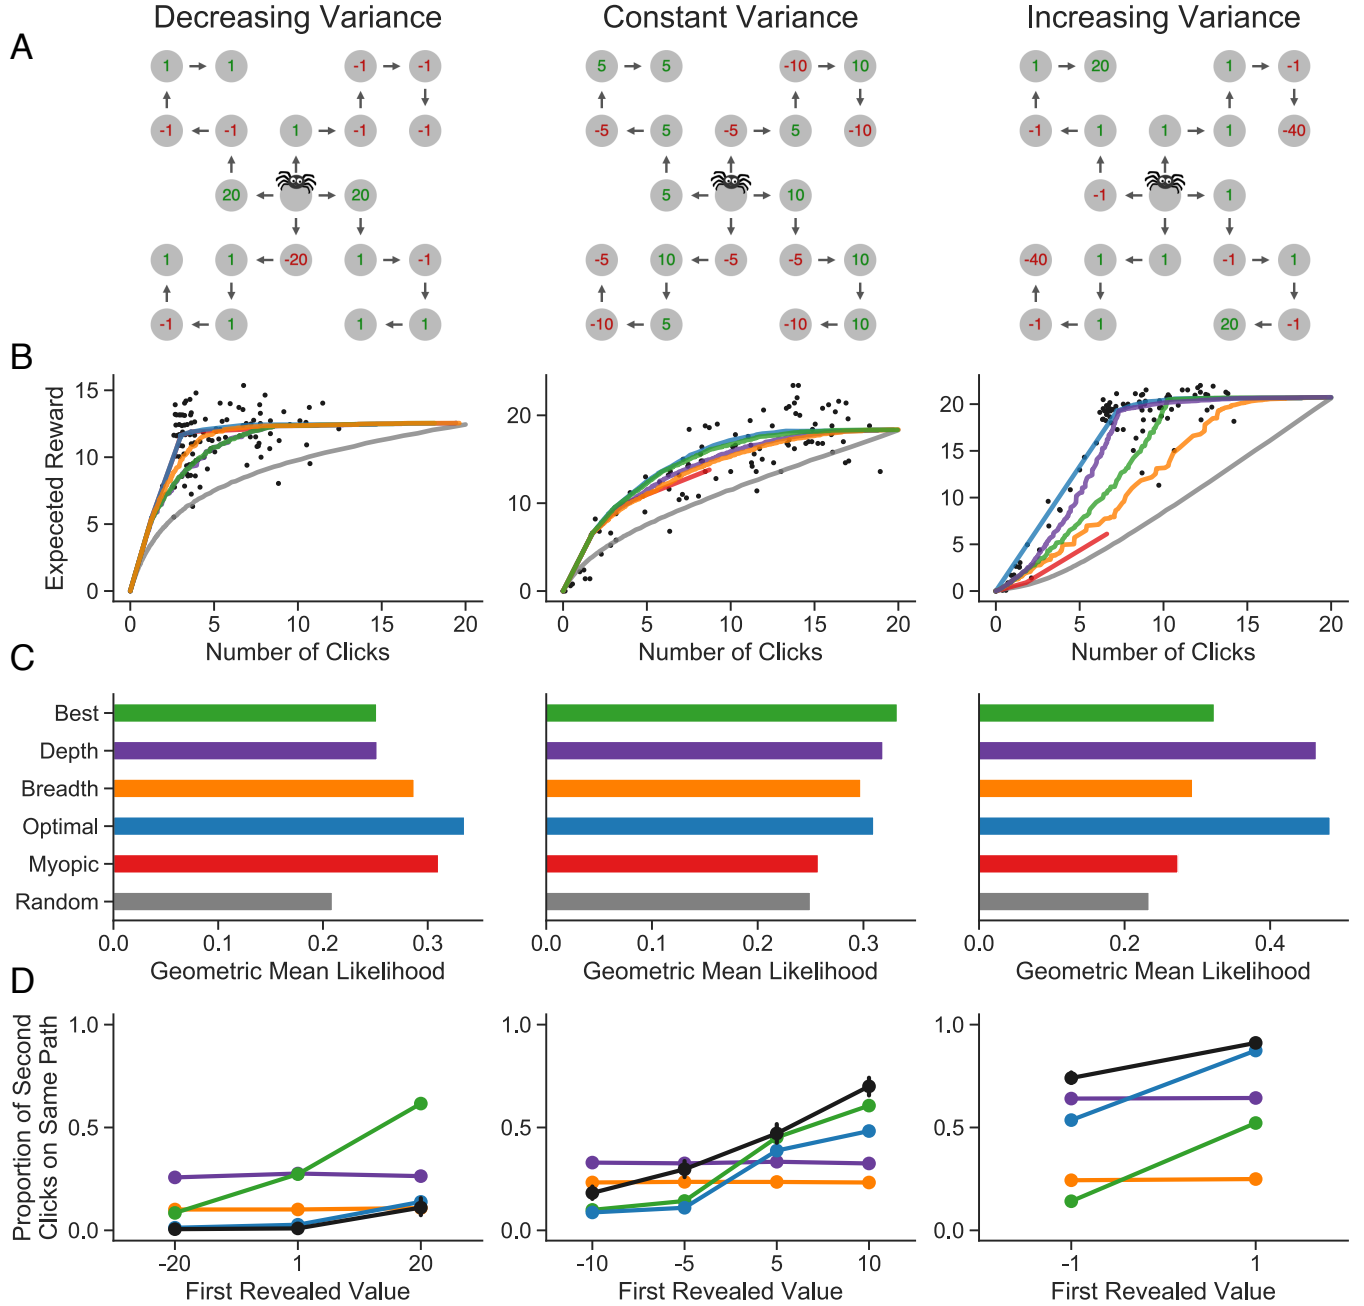 Decreasing Variance Constant Variance Increasing Variance
A
1 1 -1 -1 5 5 -10 10 1 20 1 -1
-1 -1 1 -1 -1 -5 5 -5 5 -10 -1 1 1 1 -40
20 20 5 10 -1 1
1 1 -20 1 -1 -5 10 -5 -5 10 -40 1 1 -1 1
-1 1 1 1 -10 5 -10 10 -1 1 20 -1
B
Expeceted Reward
15
10
5
0
0 5 10 15 20
Number of Clicks
20
10
0
0 5 10 15 20
Number of Clicks
20
15
10
5
0
0 5 10 15 20
Number of Clicks
C
Best
Depth
Breadth
Optimal
Myopic
Random
0.0 0.1 0.2 0.3
Geometric Mean Likelihood
0.0 0.1 0.2 0.3
Geometric Mean Likelihood
0.0 0.2 0.4
Geometric Mean Likelihood
D
Proportion of Second
Clicks on Same Path
1.0
0.5
0.0
-20 1 20
First Revealed Value
1.0
0.5
0.0
-10 -5 5 10
First Revealed Value
1.0
0.5
0.0
-1 1
First Revealed Value